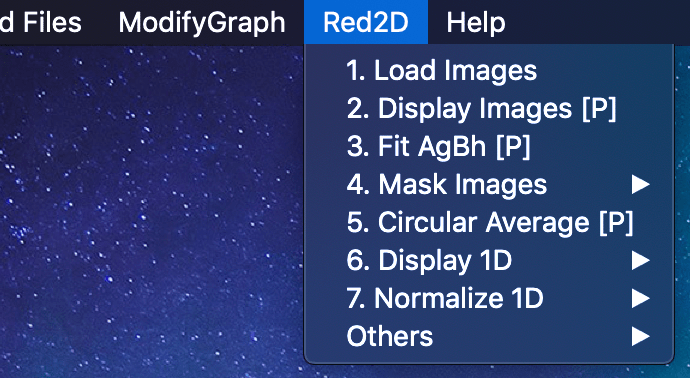 d Files ModifyGraph Red2D Help
1. Load Images
2. Display Images [P]
3. Fit AgBh [P]
4. Mask Images
5. Circular Average [P]
6. Display 1D
7. Normalize 1D
Others